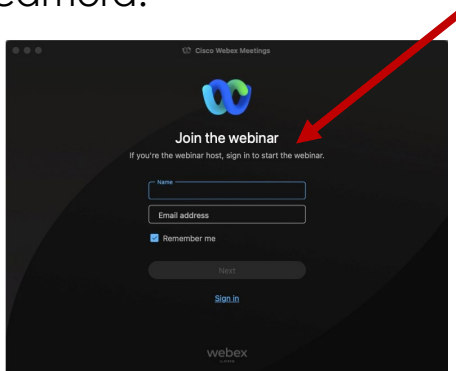 Cisco Webex Meetings
Join the webinar
If you're the webinar host, sign in to start the webinar.
Name
Email address
Remember me
Next
Sign in
webex